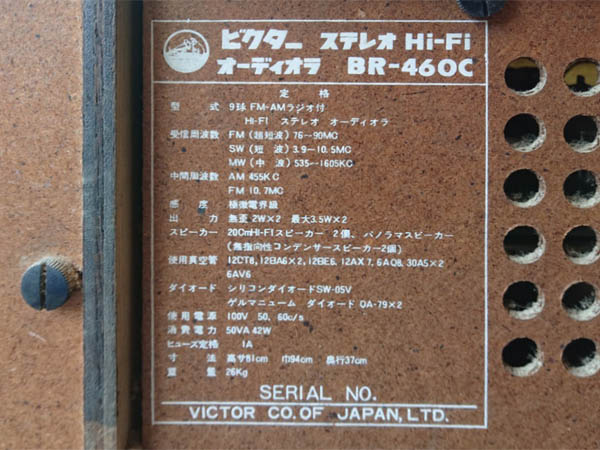 ビクター ステレオ Hi-Fi
オーディオラ BR-460C
定格
型式 9球 FM-AMラジオ付
HI-FI ステレオ オーディオラ
受信周波数 FM (超短波) 76~90MC
SW (短波) 3.9~10.5MC
MW (中波) 535~1605KC
中間周波数 AM 455KC
FM 10.7MC
感度 極微電界級
出力 無歪 2W×2 最大3.5W×2
スピーカー 20CmHI-FIスピーカー 2個、パノラマスピーカー
(無指向性コンデンサースピーカー2個)
使用真空管 12CT8, 12BA6×2, 12BE6, 12AX7, 6AQ8, 30A5×2
6AV6
ダイオード シリコンダイオードSW-05V
ゲルマニューム ダイオード OA-79×2
使用電源 100V 50, 60c/s
消費電力 50VA 42W
ヒューズ定格 1A
寸法 高サ81cm 巾94cm 奥行37cm
重量 26Kg
SERIAL NO.
VICTOR CO. OF JAPAN, LTD.